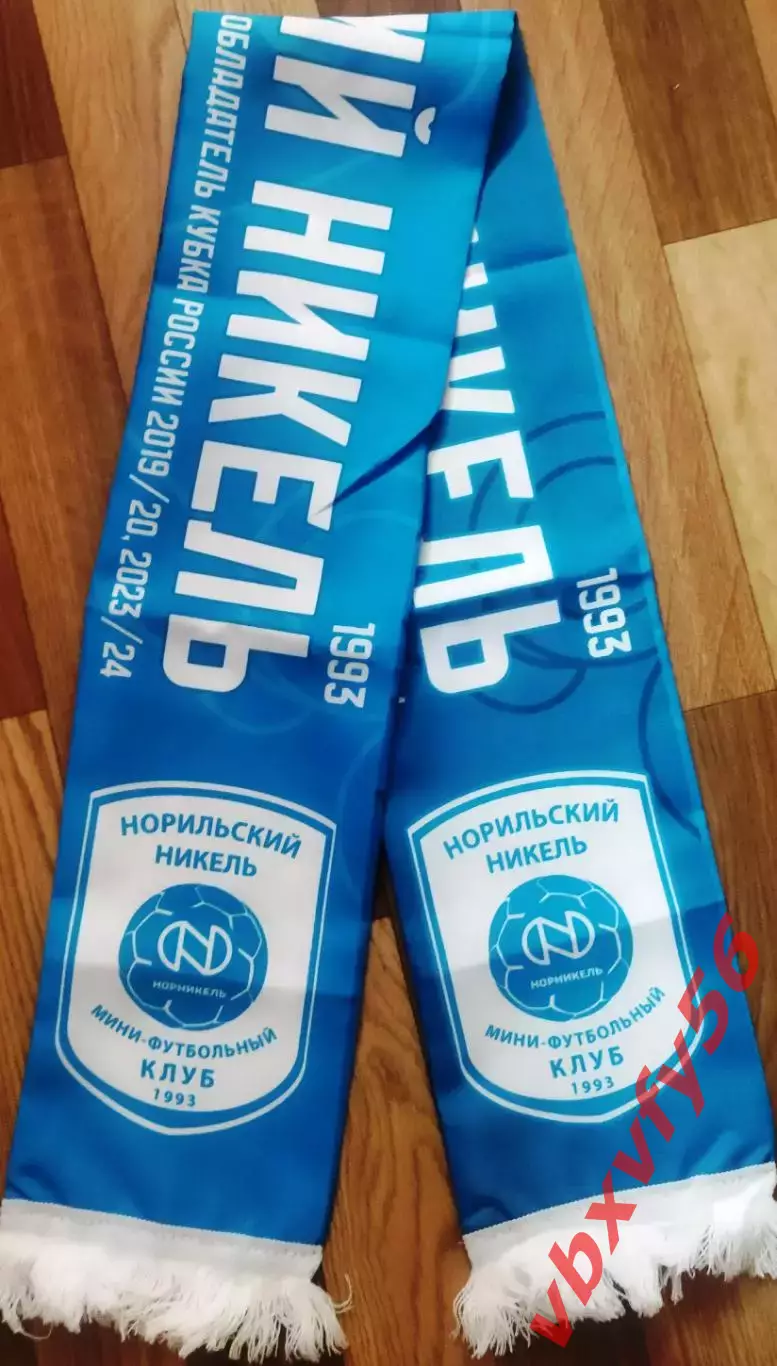 ИЙ НИКЕЛЬ
ОБЛАДАТЕЛЬ КУБКА РОССИИ 2019/20, 2023/24
1993
НОРИЛЬСКИЙ
НИКЕЛЬ
НОРНИКЕЛЬ
МИНИ-ФУТБОЛЬНЫЙ
КЛУБ
1993
НИКЕЛЬ
1993
НОРИЛЬСКИЙ
НИКЕЛЬ
НОРНИКЕЛЬ
МИНИ-ФУТБОЛЬНЫЙ
КЛУБ
1993
vbxvfy56